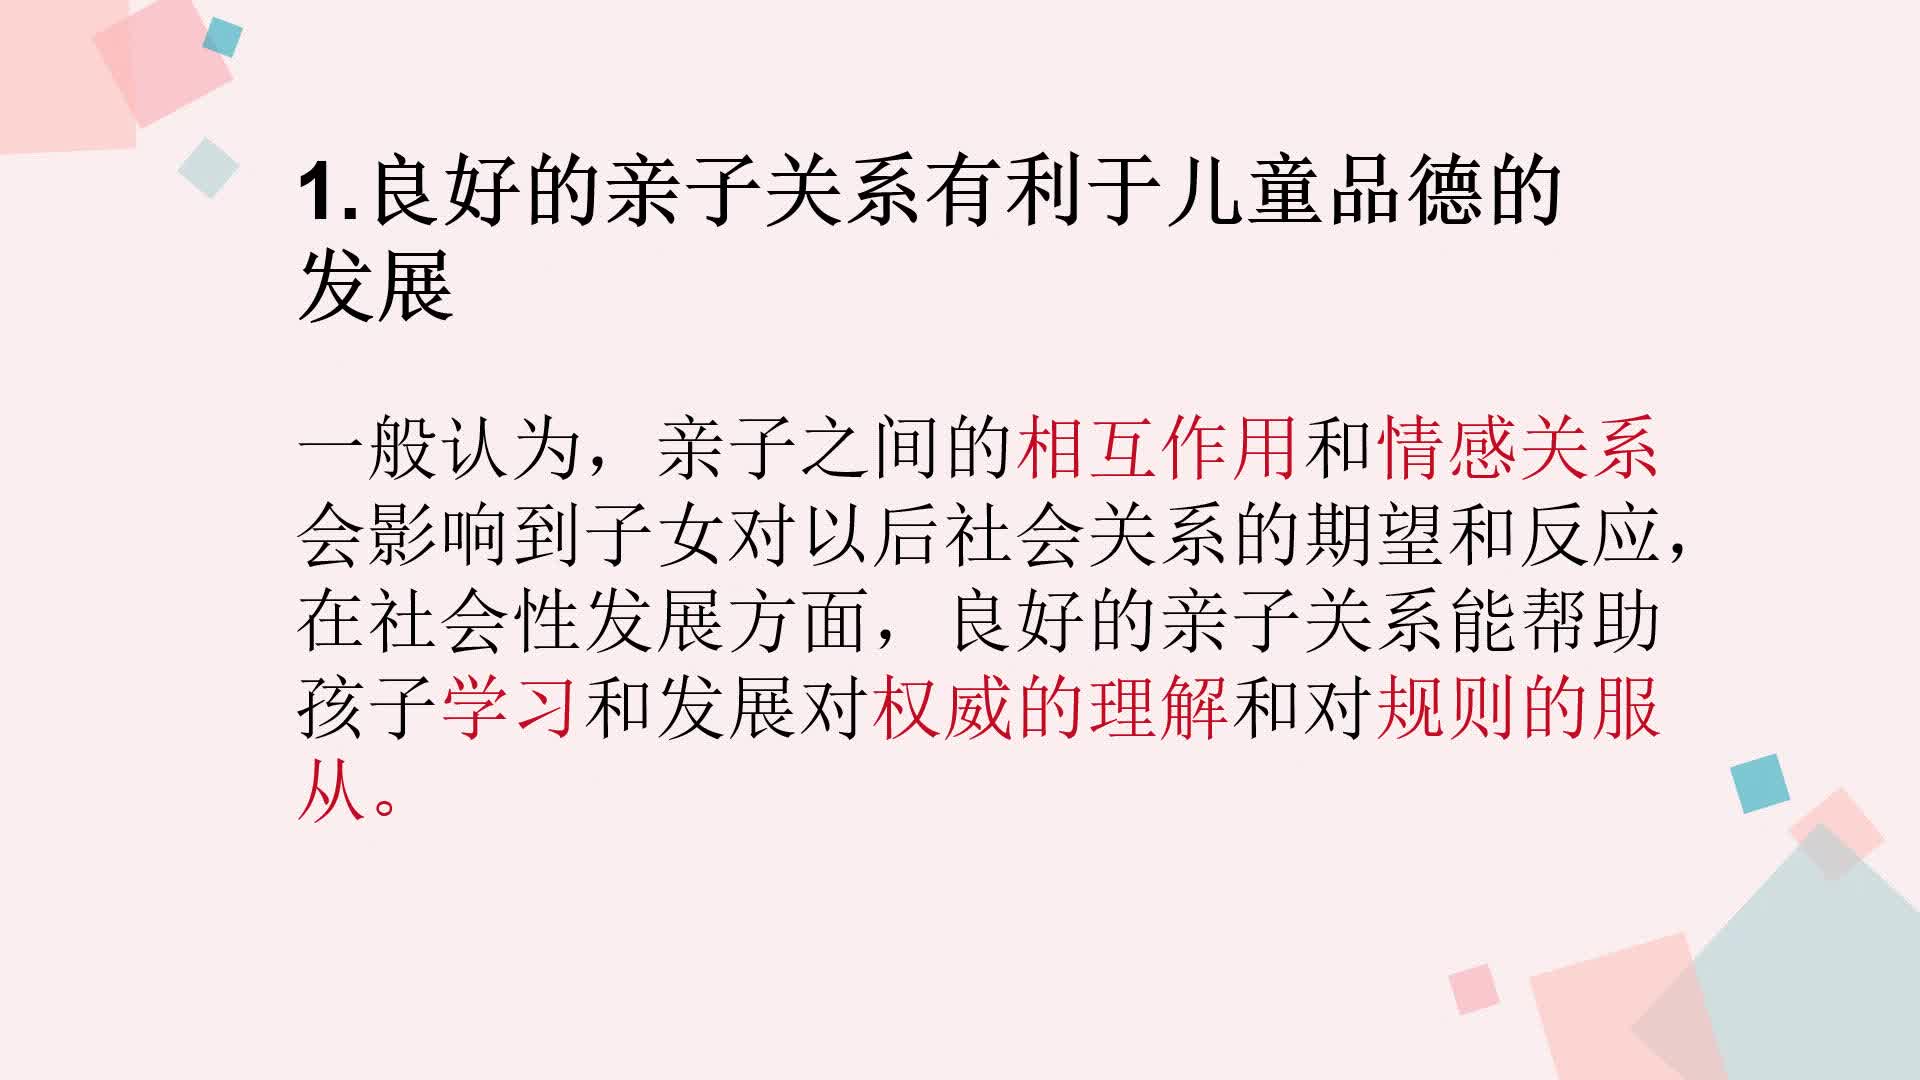 1.良好的亲子关系有利于儿童品德的
发展
一般认为，亲子之间的相互作用和情感关系
会影响到子女对以后社会关系的期望和反应，
在社会性发展方面，良好的亲子关系能帮助
孩子学习和发展对权威的理解和对规则的服
从。